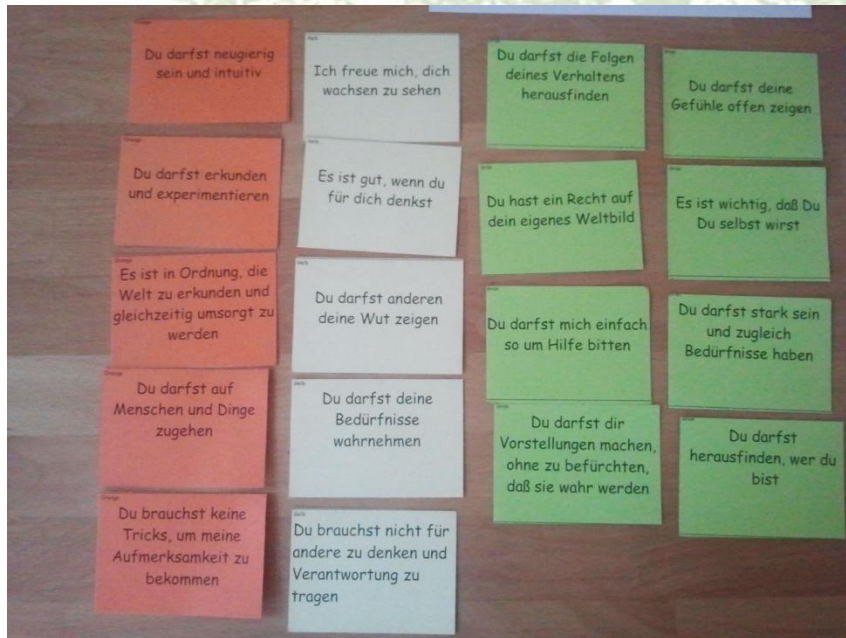 Du darfst neugierig
sein und intuitiv
Orange
Du darfst erkunden
und experimentieren
Orange
Es ist in Ordnung, die
Welt zu erkunden und
gleichzeitig umsorgt zu
werden
Du darfst auf
Menschen und Dinge
zugehen
Orange
Du brauchst keine
Tricks, um meine
Aufmerksamkeit zu
bekommen
Ich freue mich, dich
wachsen zu sehen
Es ist gut, wenn du
für dich denkst
Du darfst anderen
deine Wut zeigen
Du darfst deine
Bedürfnisse
wahrnehmen
Du brauchst nicht für
andere zu denken und
Verantwortung zu
tragen
Du darfst die Folgen
deines Verhaltens
herausfinden
Du hast ein Recht auf
dein eigenes Weltbild
Du darfst mich einfach
so um Hilfe bitten
Du darfst dir
Vorstellungen machen,
ohne zu befürchten,
daß sie wahr werden
Du darfst deine
Gefühle offen zeigen
Es ist wichtig, daß Du
Du selbst wirst
Du darfst stark sein
und zugleich
Bedürfnisse haben
Du darfst
herausfinden, wer du
bist